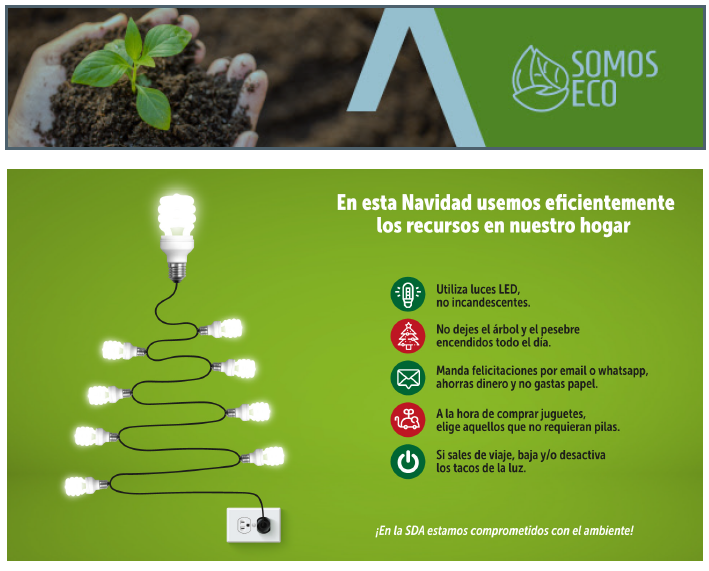 SOMOS
ECO
En esta Navidad usemos eficientemente
los recursos en nuestro hogar
Utiliza luces LED,
no incandescentes.
No dejes el árbol y el pesebre
encendidos todo el día.
Manda felicitaciones por email o whatsapp,
ahorras dinero y no gastas papel.
A la hora de comprar juguetes,
elige aquellos que no requieran pilas.
Si sales de viaje, baja y/o desactiva
los tacos de la luz.
¡En la SDA estamos comprometidos con el ambiente!